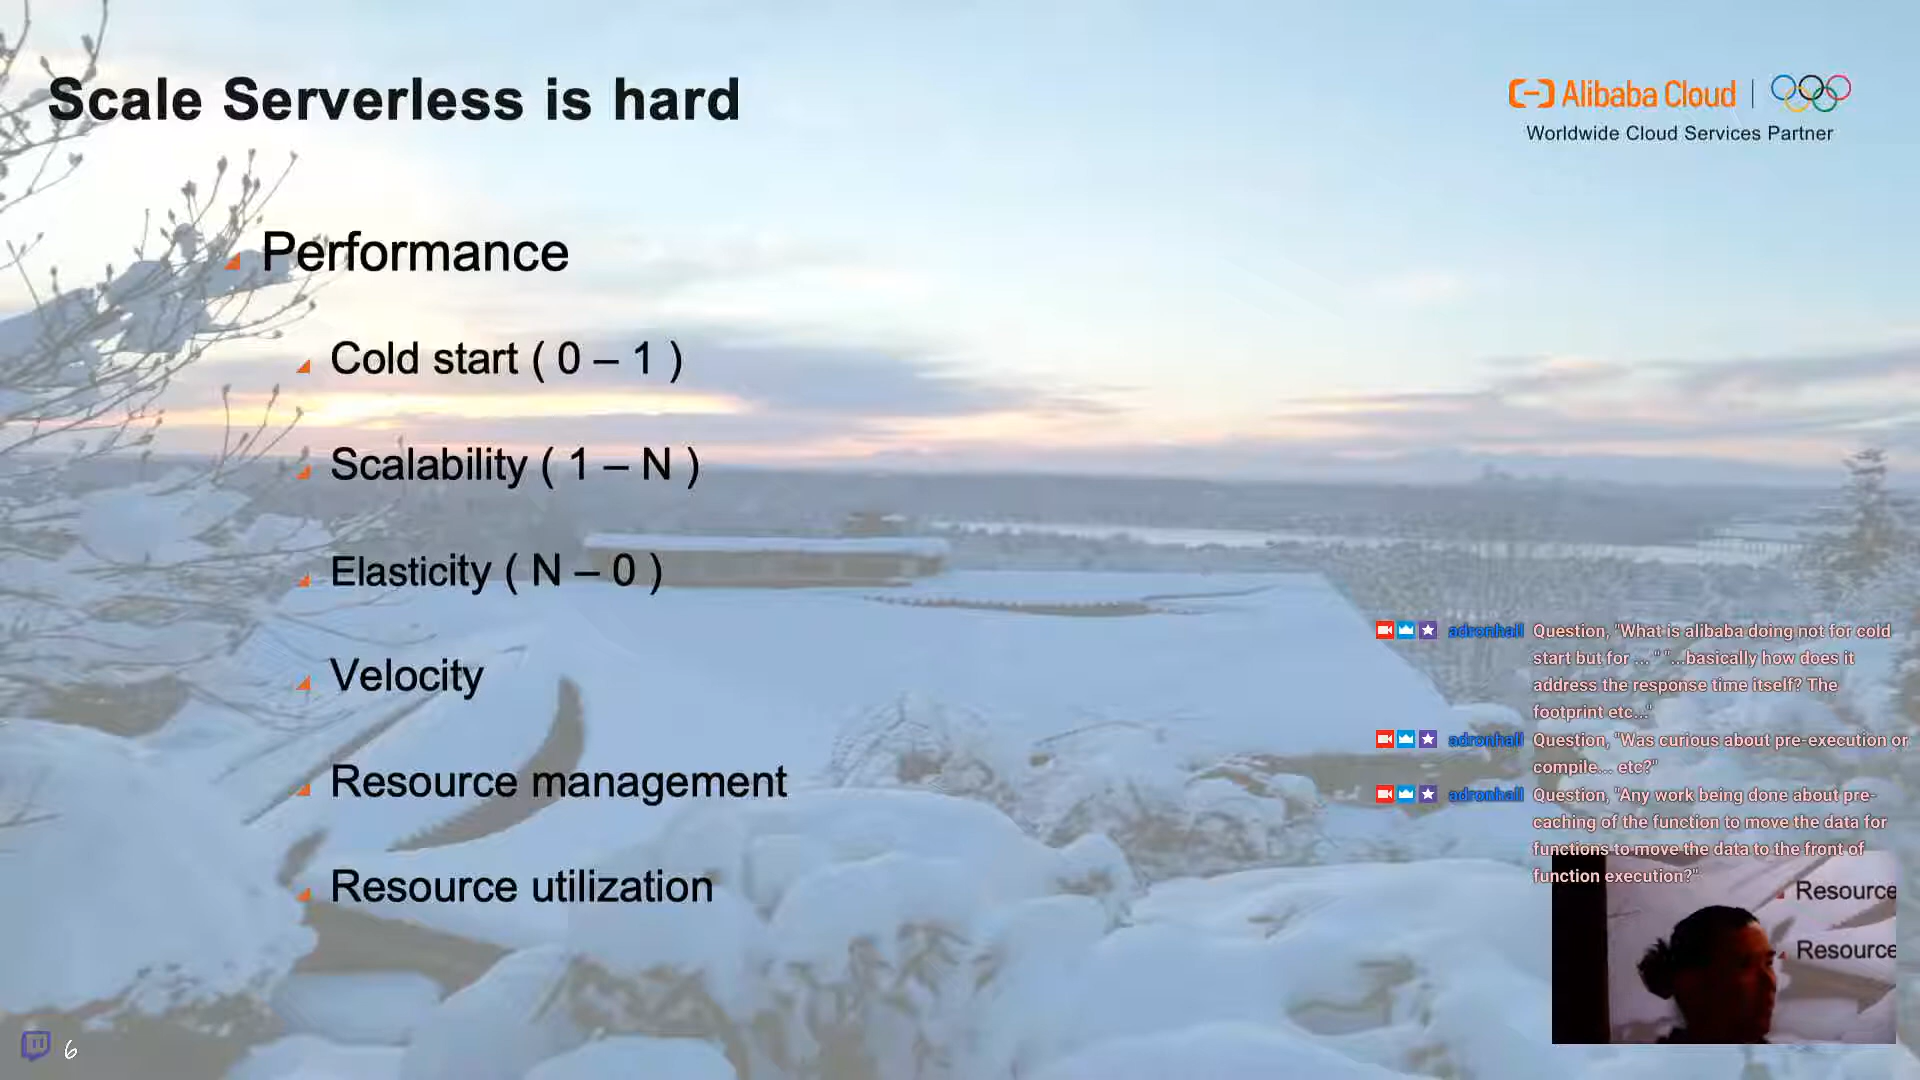 Scale Serverless is hard
Alibaba Cloud
Worldwide Cloud Services Partner
Performance
Cold start ( 0 – 1 )
Scalability ( 1 – N )
Elasticity ( N – 0 )
Velocity
Resource management
Resource utilization
adronhall Question, "What is alibaba doing not for cold
start but for ... " "...basically how does it
address the response time itself? The
footprint etc..."
adronhall Question, "Was curious about pre-execution or
compile... etc?"
adronhall Question, "Any work being done about pre-
caching of the function to move the data for
functions to move the data to the front of
function execution?"
Resource
Resource
6